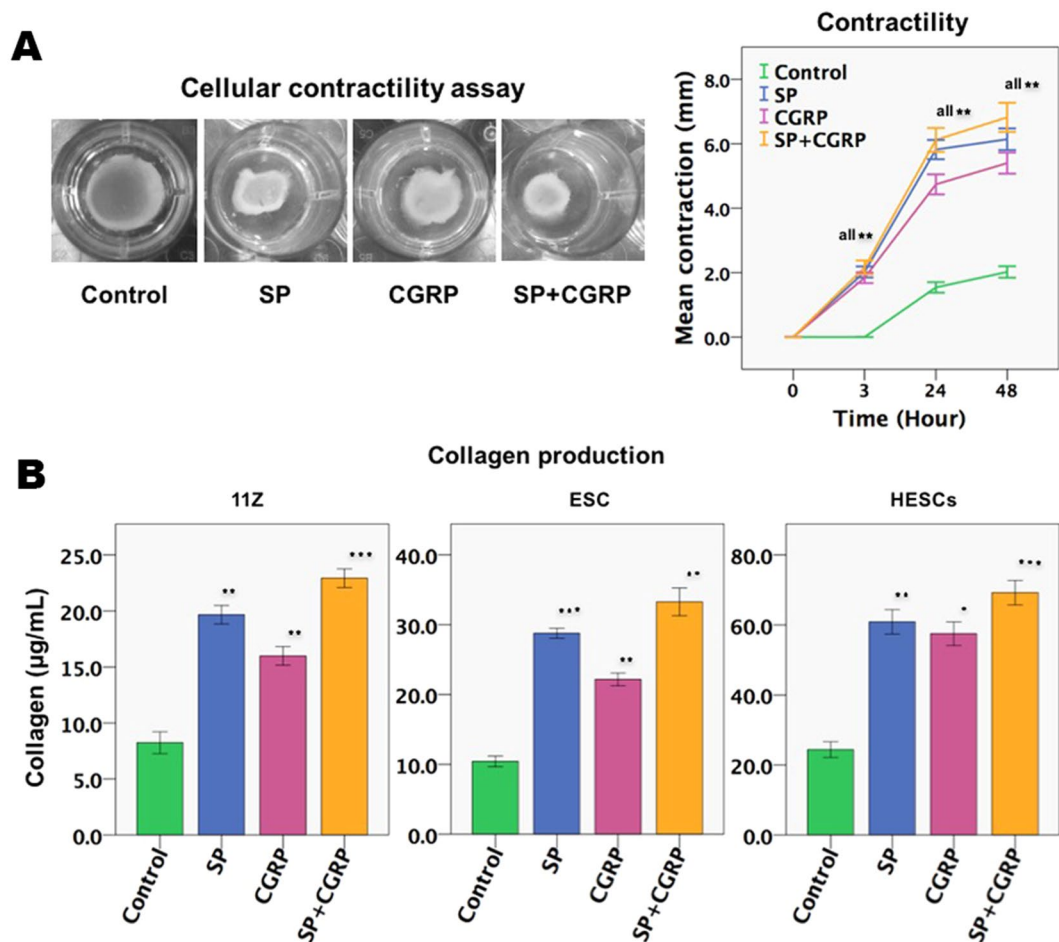 A
Cellular contractility assay
Control
SP
CGRP
SP+CGRP
Contractility
Mean contraction (mm)
8.0
6.0
4.0
2.0
0.0
Control
SP
CGRP
SP+CGRP
all **
all **
all **
0
3
24
48
Time (Hour)
B
Collagen production
11Z
Collagen (µg/mL)
25.0
20.0
15.0
10.0
5.0
0.0
**
**
***
Control
SP
CGRP
SP+CGRP
ESC
40.0
30.0
20.0
10.0
0.0
***
**
**
Control
SP
CGRP
SP+CGRP
HESCs
80.0
60.0
40.0
20.0
0.0
**
*
***
Control
SP
CGRP
SP+CGRP